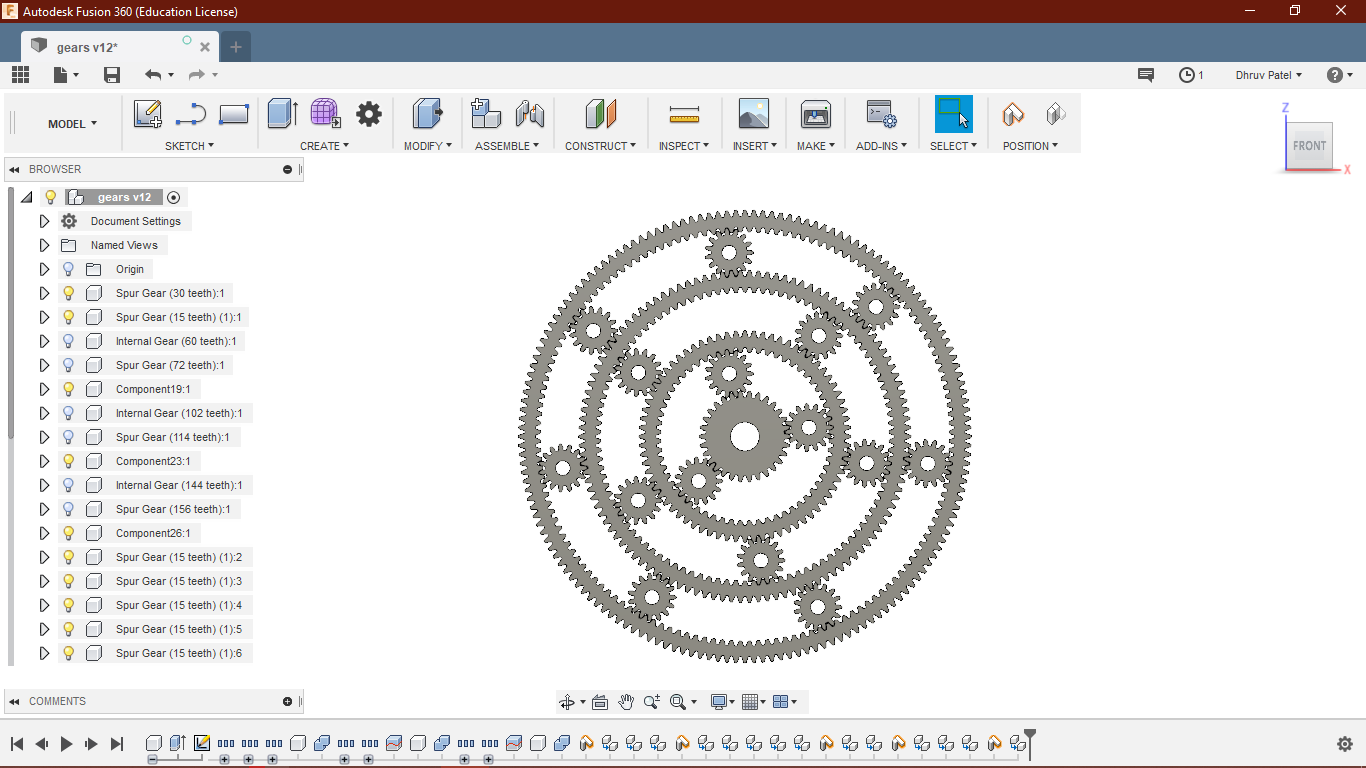 Autodesk Fusion 360 (Education License)
gears v12*
1
Dhruv Patel
MODEL
SKETCH
CREATE
MODIFY
ASSEMBLE
CONSTRUCT
INSPECT
INSERT
MAKE
ADD-INS
SELECT
POSITION
Z
FRONT
X
BROWSER
gears v12
Document Settings
Named Views
Origin
Spur Gear (30 teeth):1
Spur Gear (15 teeth) (1):1
Internal Gear (60 teeth):1
Spur Gear (72 teeth):1
Component19:1
Internal Gear (102 teeth):1
Spur Gear (114 teeth):1
Component23:1
Internal Gear (144 teeth):1
Spur Gear (156 teeth):1
Component26:1
Spur Gear (15 teeth) (1):2
Spur Gear (15 teeth) (1):3
Spur Gear (15 teeth) (1):4
Spur Gear (15 teeth) (1):5
Spur Gear (15 teeth) (1):6
COMMENTS